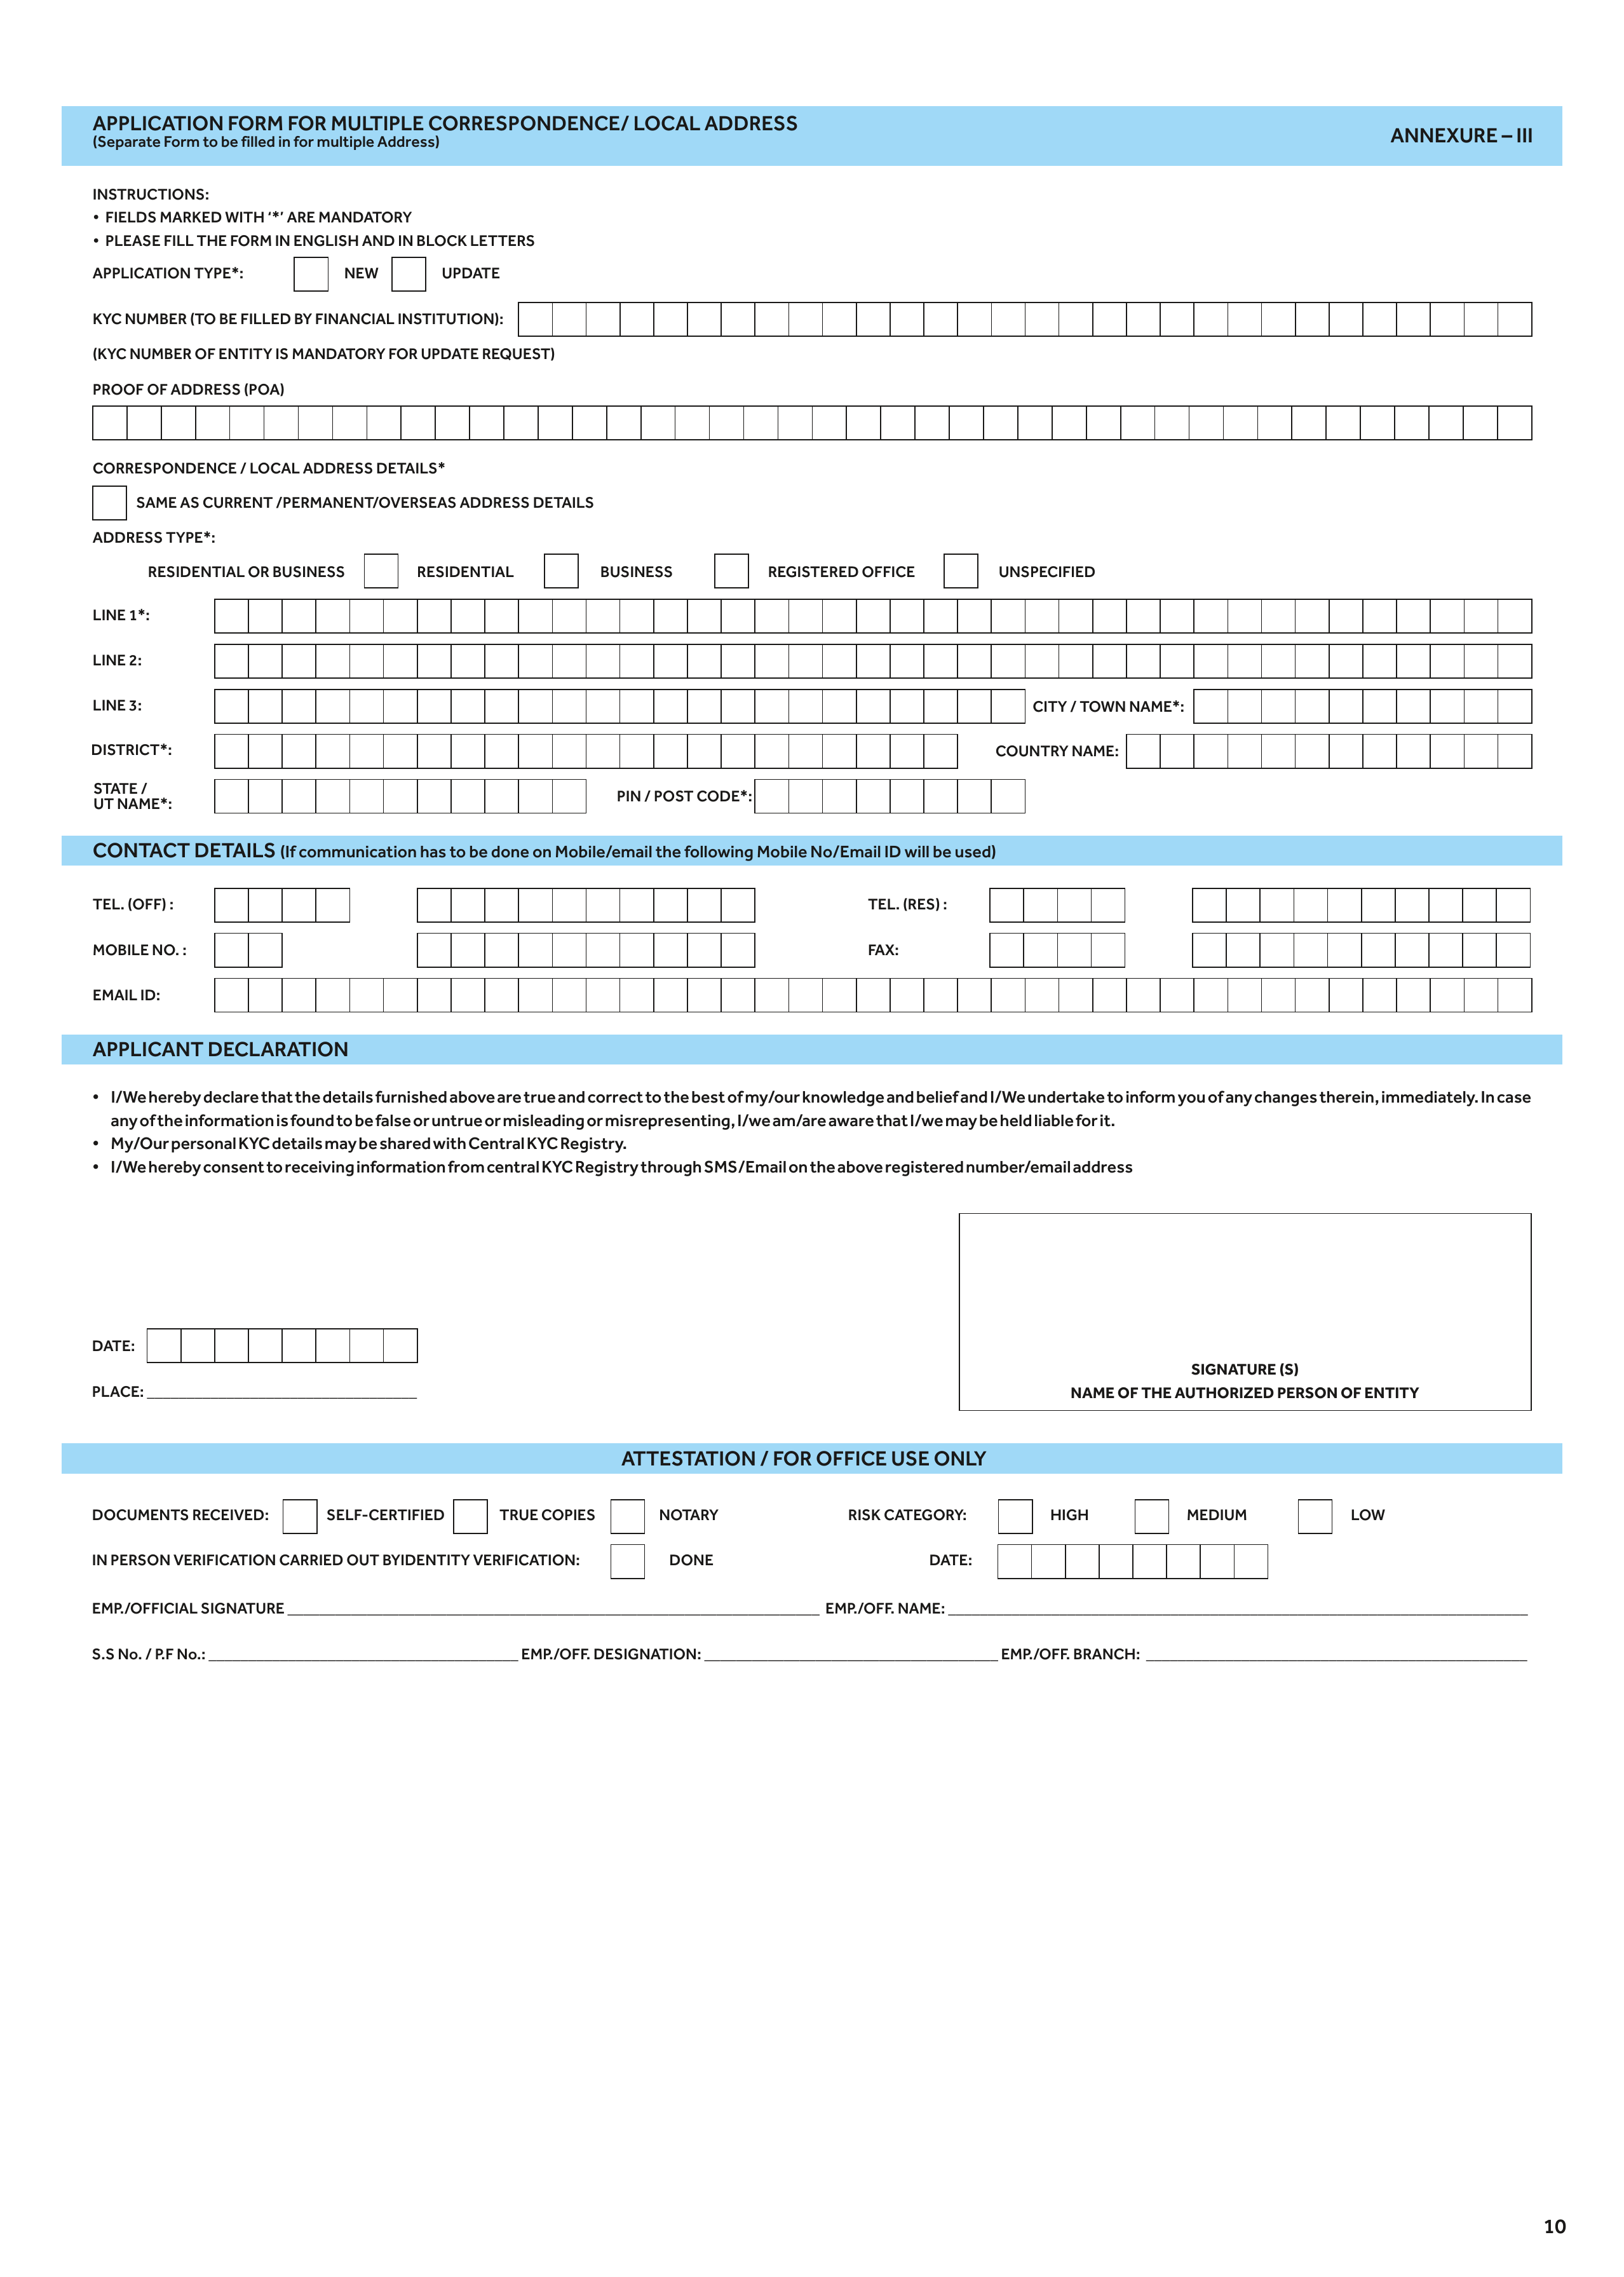 APPLICATION FORM FOR MULTIPLE CORRESPONDENCE/ LOCAL ADDRESS
(Separate Form to be filled in for multiple Address)
ANNEXURE – III
INSTRUCTIONS:
• FIELDS MARKED WITH ‘*’ ARE MANDATORY
• PLEASE FILL THE FORM IN ENGLISH AND IN BLOCK LETTERS
APPLICATION TYPE*: NEW UPDATE
KYC NUMBER (TO BE FILLED BY FINANCIAL INSTITUTION):
(KYC NUMBER OF ENTITY IS MANDATORY FOR UPDATE REQUEST)
PROOF OF ADDRESS (POA)
CORRESPONDENCE / LOCAL ADDRESS DETAILS*
SAME AS CURRENT /PERMANENT/OVERSEAS ADDRESS DETAILS
ADDRESS TYPE*:
RESIDENTIAL OR BUSINESS RESIDENTIAL BUSINESS REGISTERED OFFICE UNSPECIFIED
LINE 1*:
LINE 2:
LINE 3: CITY / TOWN NAME*:
DISTRICT*: COUNTRY NAME:
STATE /
UT NAME*: PIN / POST CODE*:
CONTACT DETAILS (If communication has to be done on Mobile/email the following Mobile No/Email ID will be used)
TEL. (OFF) : TEL. (RES) :
MOBILE NO. : FAX:
EMAIL ID:
APPLICANT DECLARATION
• I/We hereby declare that the details furnished above are true and correct to the best of my/our knowledge and belief and I/We undertake to inform you of any changes therein, immediately. In case
any of the information is found to be false or untrue or misleading or misrepresenting, I/we am/are aware that I/we may be held liable for it.
• My/Our personal KYC details may be shared with Central KYC Registry.
• I/We hereby consent to receiving information from central KYC Registry through SMS/Email on the above registered number/email address
DATE:
PLACE:
SIGNATURE (S)
NAME OF THE AUTHORIZED PERSON OF ENTITY
ATTESTATION / FOR OFFICE USE ONLY
DOCUMENTS RECEIVED: SELF-CERTIFIED TRUE COPIES NOTARY RISK CATEGORY: HIGH MEDIUM LOW
IN PERSON VERIFICATION CARRIED OUT BYIDENTITY VERIFICATION: DONE DATE:
EMP./OFFICIAL SIGNATURE EMP./OFF. NAME:
S.S No. / P.F No.: EMP./OFF. DESIGNATION: EMP./OFF. BRANCH:
10